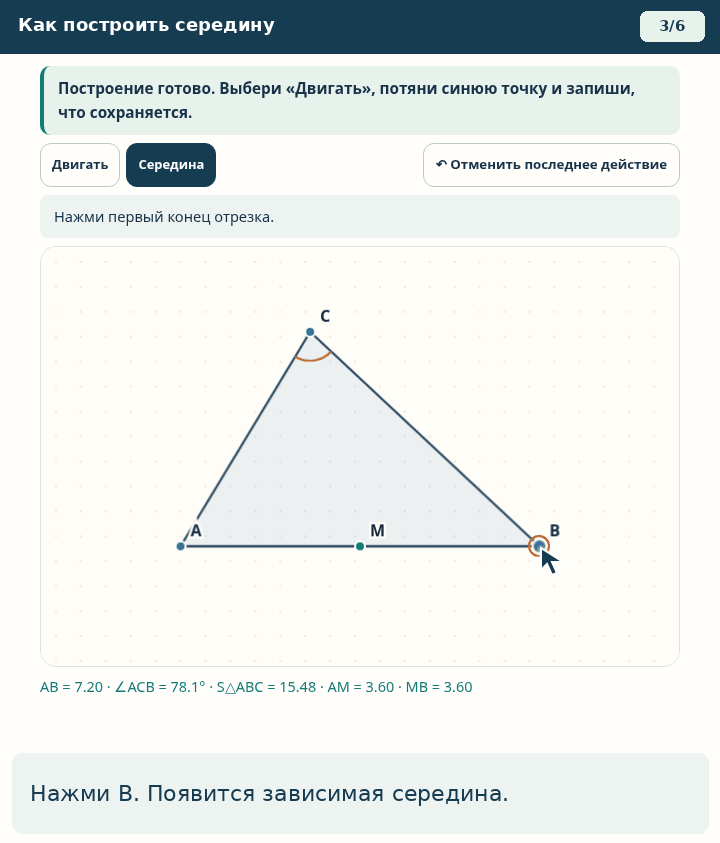 Как построить середину
3/6
Построение готово. Выбери «Двигать», потяни синюю точку и запиши,
что сохраняется.
Двигать
Середина
↶ Отменить последнее действие
Нажми первый конец отрезка.
C
A
M
B
AB = 7.20 · ∠ACB = 78.1° · S△ABC = 15.48 · AM = 3.60 · MB = 3.60
Нажми B. Появится зависимая середина.